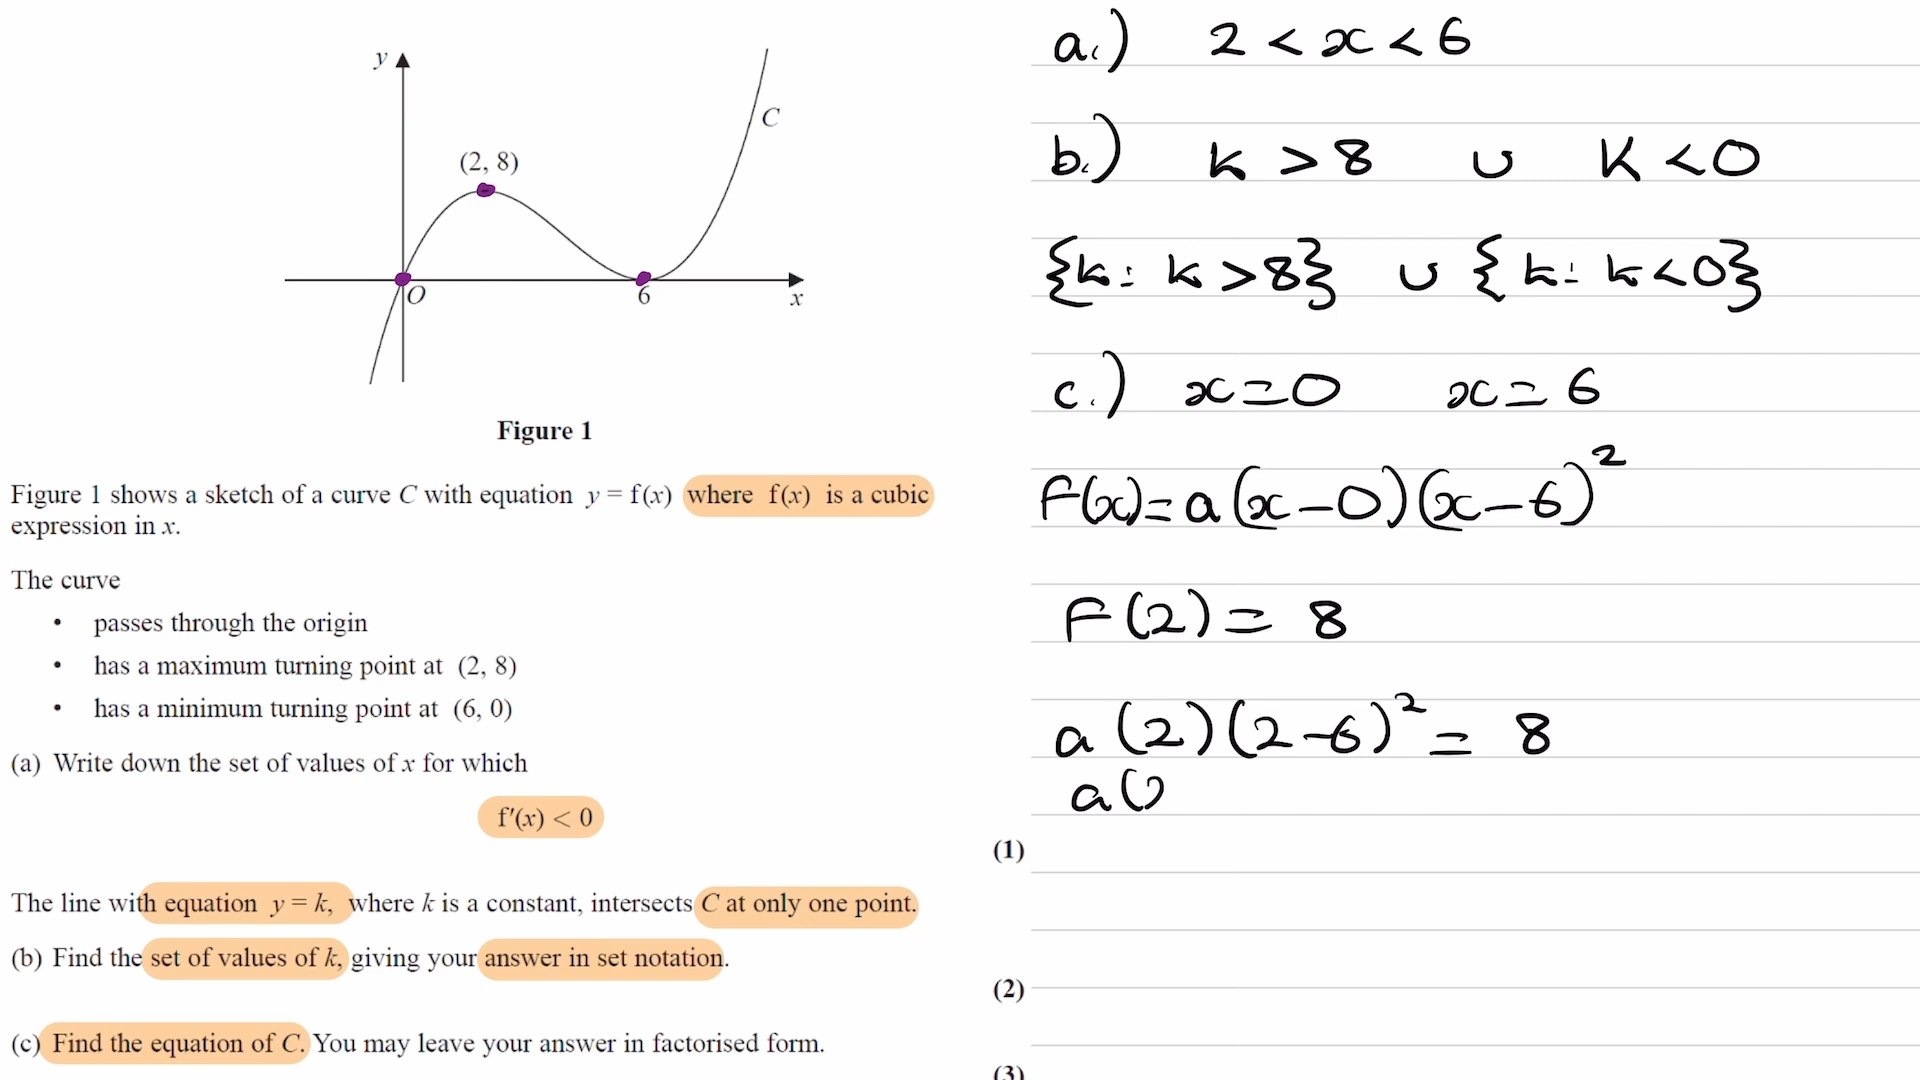 y
C
(2, 8)
O
6
x
Figure 1
Figure 1 shows a sketch of a curve C with equation y = f(x) where f(x) is a cubic
expression in x.
The curve
• passes through the origin
• has a maximum turning point at (2, 8)
• has a minimum turning point at (6, 0)
(a) Write down the set of values of x for which
f′(x) < 0
(1)
The line with equation y = k, where k is a constant, intersects C at only one point.
(b) Find the set of values of k, giving your answer in set notation.
(2)
(c) Find the equation of C. You may leave your answer in factorised form.
(3)
a.) 2 < x < 6
b.) k > 8 ∪ k < 0
{k: k > 8} ∪ {k: k < 0}
c.) x = 0 x = 6
F(x) = a(x - 0)(x - 6)²
F(2) = 8
a(2)(2 - 6)² = 8
a(